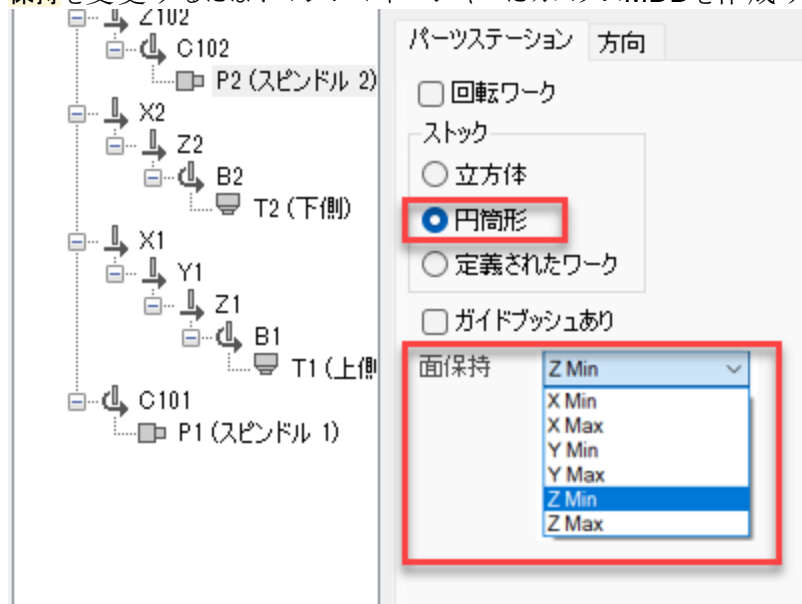 Z102
C102
P2 (スピンドル 2)
X2
Z2
B2
T2 (下側)
X1
Y1
Z1
B1
T1 (上側
C101
P1 (スピンドル 1)
パーツステーション 方向
回転ワーク
ストック
立方体
円筒形
定義されたワーク
ガイドブッシュあり
面保持 Z Min
X Min
X Max
Y Min
Y Max
Z Min
Z Max